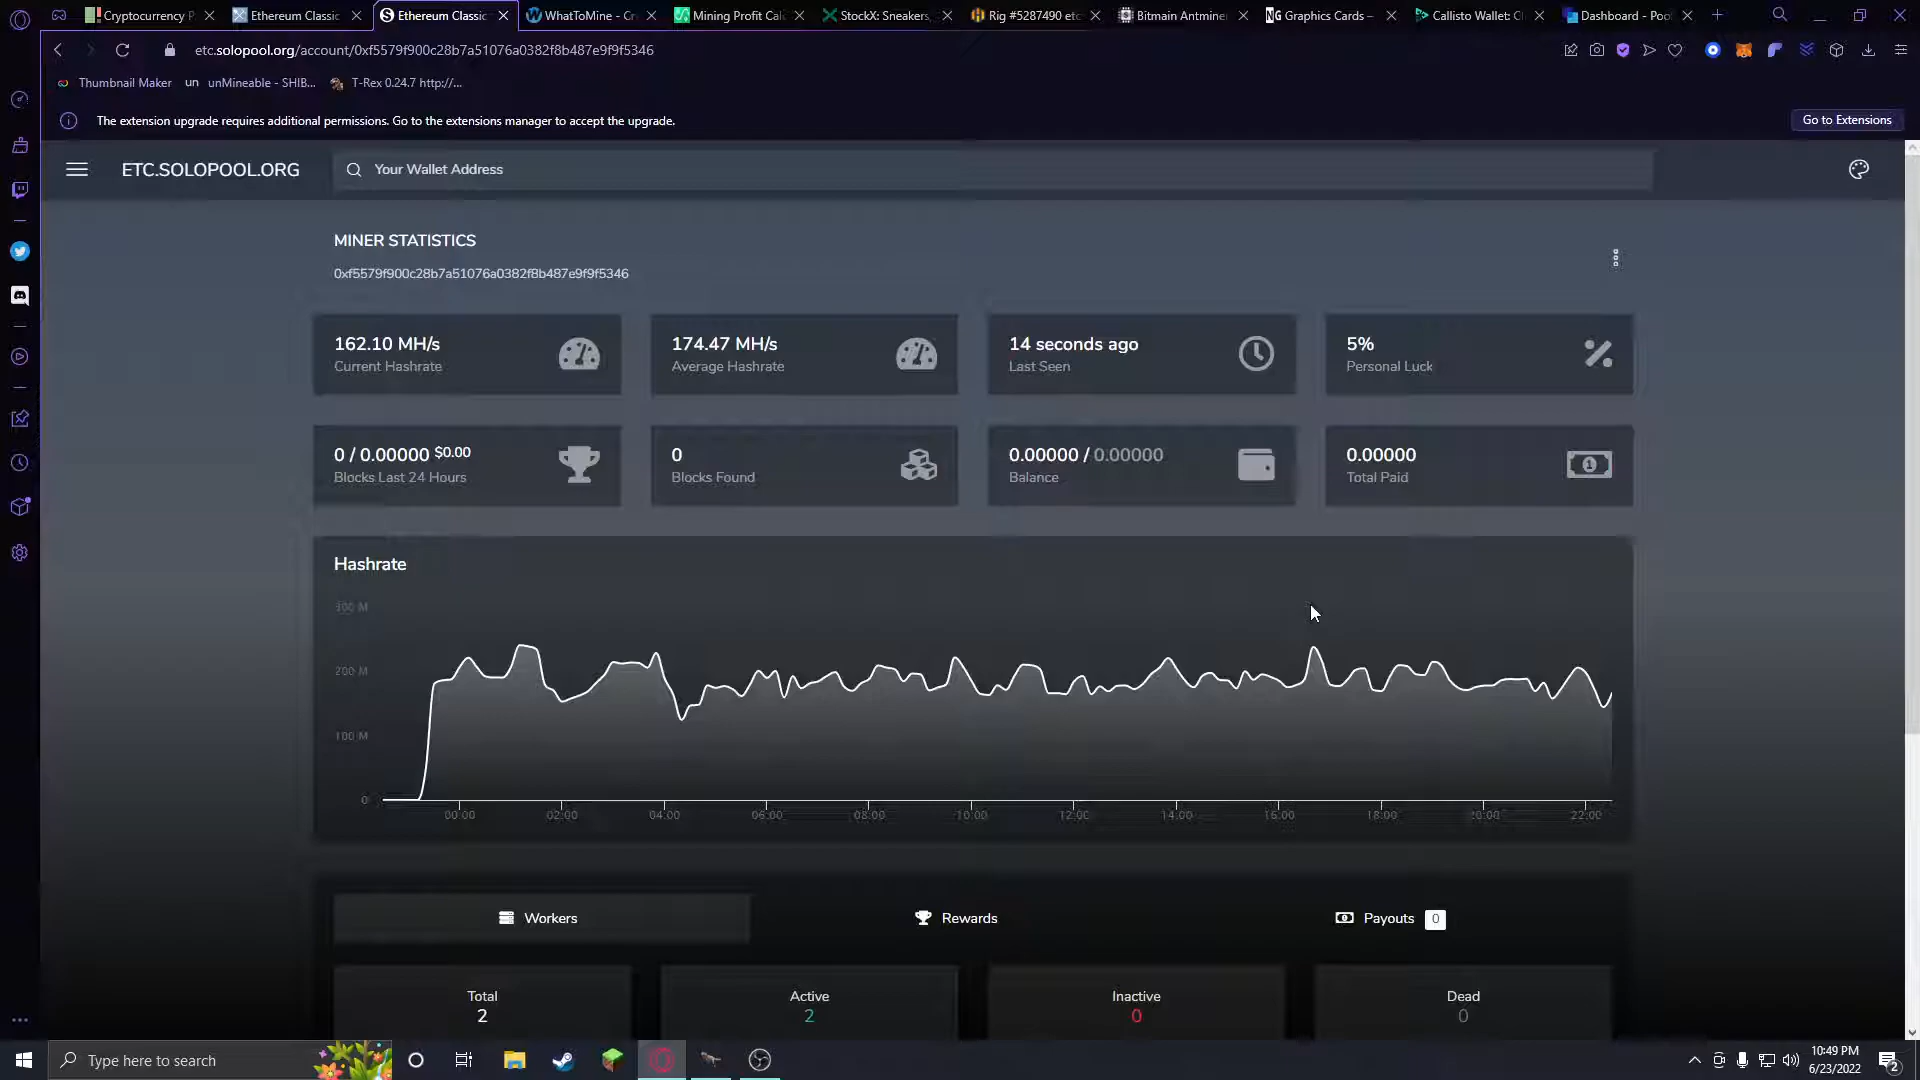 Cryptocurrency P
Ethereum Classic
Ethereum Classic
WhatToMine - Cr
Mining Profit Cal
StockX: Sneakers,
Rig #5287490 etc
Bitmain Antmine
NG Graphics Cards –
Callisto Wallet: C
Dashboard - Poo
etc.solopool.org/account/0xf5579f900c28b7a51076a0382f8b487e9f9f5346
Thumbnail Maker
un unMineable - SHIB...
T-Rex 0.24.7 http://...
The extension upgrade requires additional permissions. Go to the extensions manager to accept the upgrade.
Go to Extensions
ETC.SOLOPOOL.ORG
Your Wallet Address
MINER STATISTICS
0xf5579f900c28b7a51076a0382f8b487e9f9f5346
162.10 MH/s
Current Hashrate
174.47 MH/s
Average Hashrate
14 seconds ago
Last Seen
5%
Personal Luck
0 / 0.00000 $0.00
Blocks Last 24 Hours
0
Blocks Found
0.00000 / 0.00000
Balance
0.00000
Total Paid
Hashrate
300 M
200 M
100 M
0
00:00 02:00 04:00 06:00 08:00 10:00 12:00 14:00 16:00 18:00 20:00 22:00
Workers
Rewards
Payouts 0
Total
2
Active
2
Inactive
0
Dead
0
Type here to search
10:49 PM
6/23/2022
2